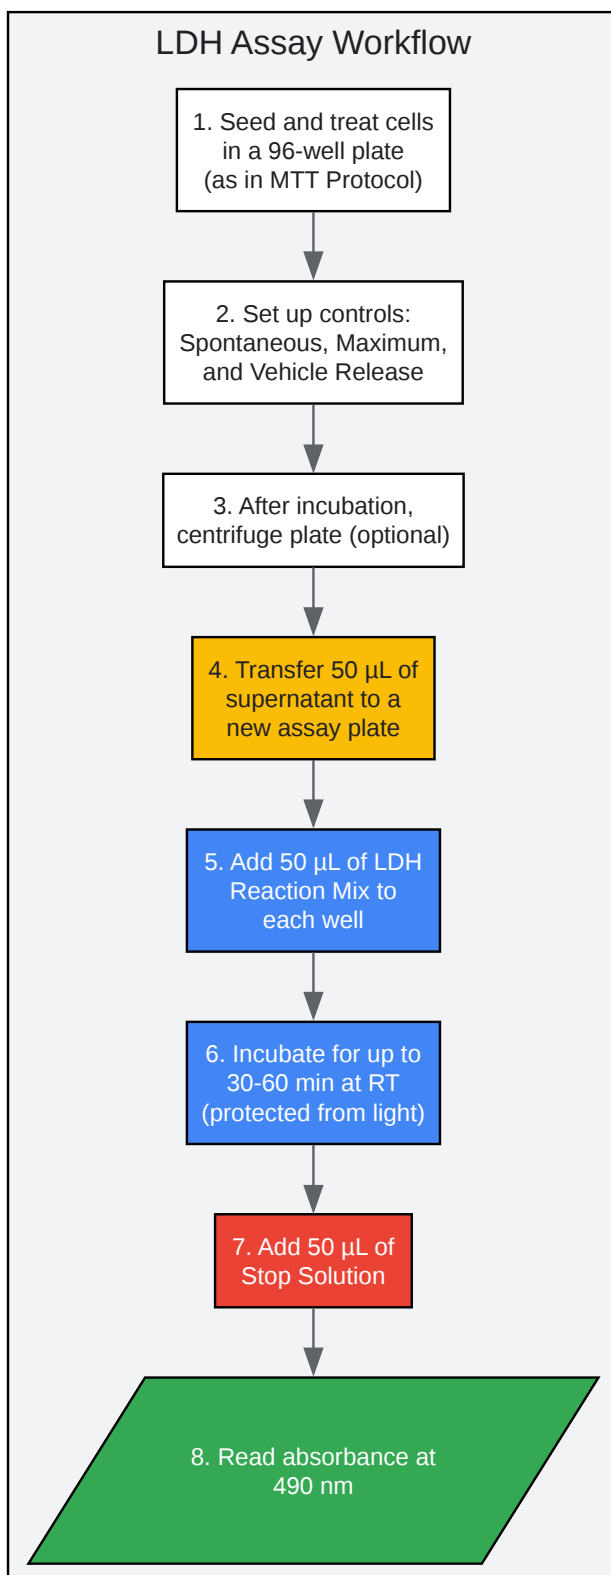 LDH Assay Workflow
1. Seed and treat cells
in a 96-well plate
(as in MTT Protocol)
2. Set up controls:
Spontaneous, Maximum,
and Vehicle Release
3. After incubation,
centrifuge plate (optional)
4. Transfer 50 µL of
supernatant to a
new assay plate
5. Add 50 µL of LDH
Reaction Mix to
each well
6. Incubate for up to
30-60 min at RT
(protected from light)
7. Add 50 µL of
Stop Solution
8. Read absorbance at
490 nm